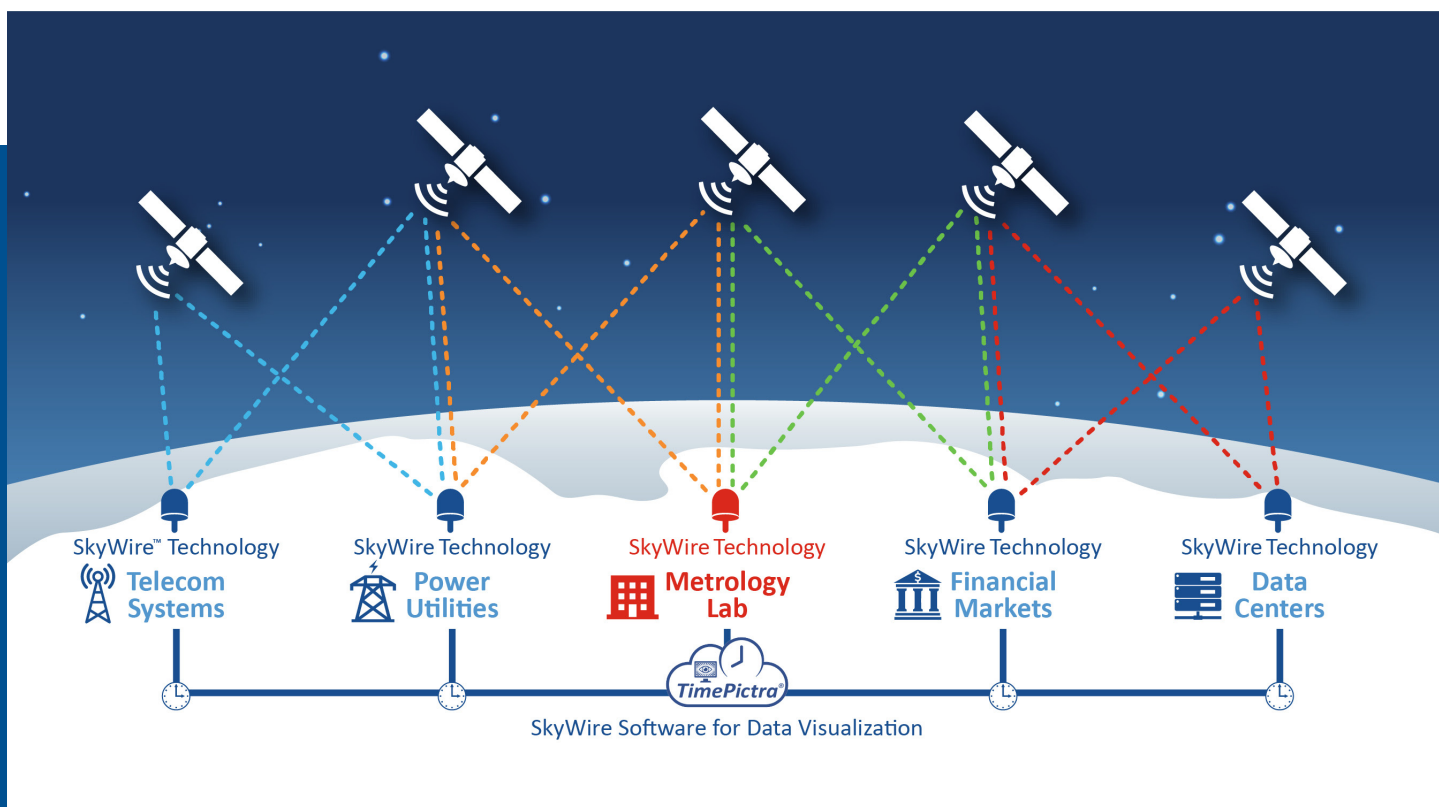 SkyWire™ Technology
SkyWire Technology
SkyWire Technology
SkyWire Technology
SkyWire Technology
Telecom
Systems
Power
Utilities
Metrology
Lab
Financial
Markets
Data
Centers
TimePictra®
SkyWire Software for Data Visualization